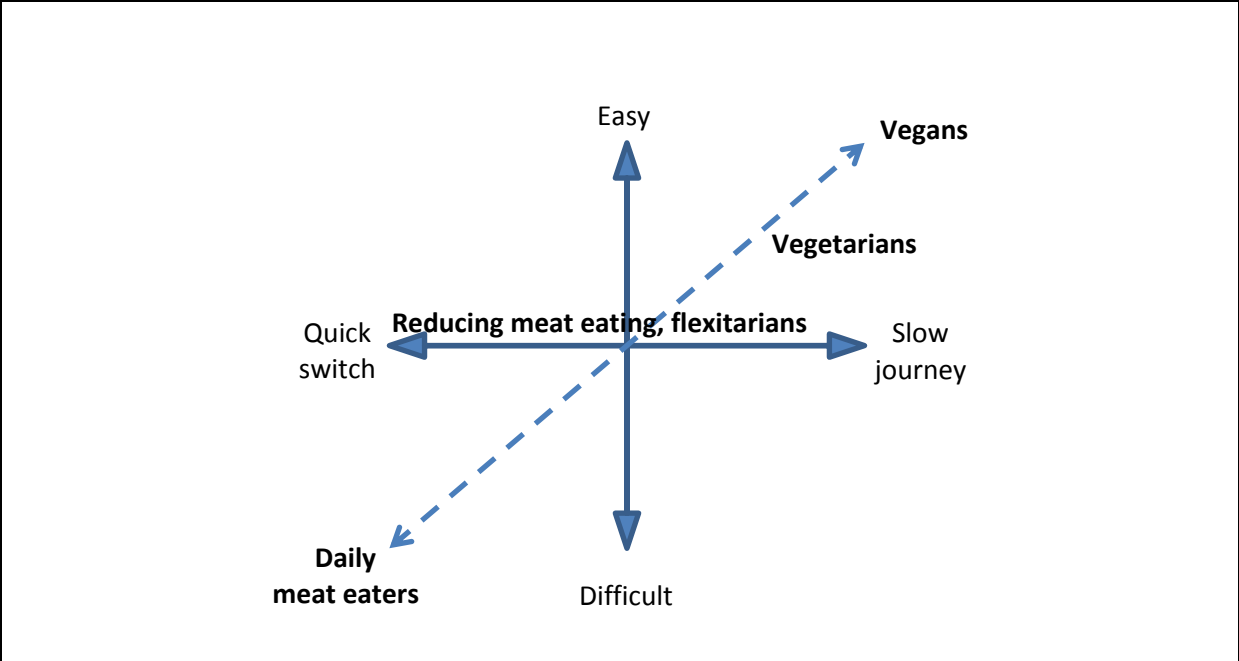 Easy
Vegans
Vegetarians
Reducing meat eating, flexitarians
Quick
switch
Slow
journey
Daily
meat eaters
Difficult